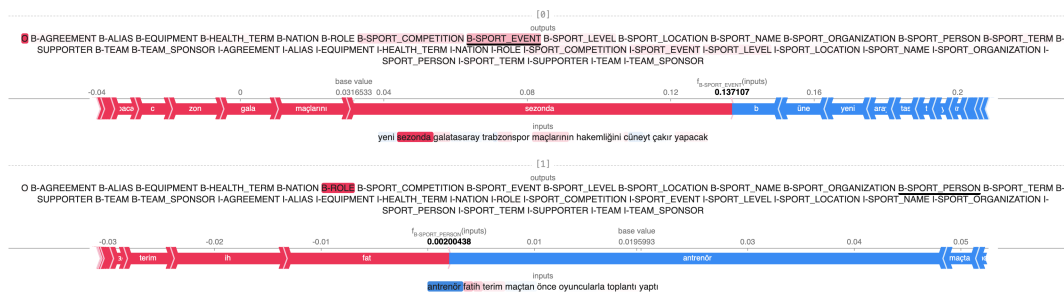 [0]
outputs
O B-AGREEMENT B-ALIAS B-EQUIPMENT B-HEALTH_TERM B-NATION B-ROLE B-SPORT_COMPETITION B-SPORT_EVENT B-SPORT_LEVEL B-SPORT_LOCATION B-SPORT_NAME B-SPORT_ORGANIZATION B-SPORT_PERSON B-SPORT_TERM B-
SUPPORTER B-TEAM B-TEAM_SPONSOR I-AGREEMENT I-ALIAS I-EQUIPMENT I-HEALTH_TERM I-NATION I-ROLE I-SPORT_COMPETITION I-SPORT_EVENT I-SPORT_LEVEL I-SPORT_LOCATION I-SPORT_NAME I-SPORT_ORGANIZATION I-
SPORT_PERSON I-SPORT_TERM I-SUPPORTER I-TEAM I-TEAM_SPONSOR
base value f B-SPORT_EVENT(inputs)
-0.04 0 0.0316533 0.04 0.08 0.12 0.137107 0.16 0.2
c zon gala maçlarını sezonda b üne yeni
inputs
yeni sezonda galatasaray trabzonspor maçlarının hakemliğini cüneyt çakır yapacak
[1]
outputs
O B-AGREEMENT B-ALIAS B-EQUIPMENT B-HEALTH_TERM B-NATION B-ROLE B-SPORT_COMPETITION B-SPORT_EVENT B-SPORT_LEVEL B-SPORT_LOCATION B-SPORT_NAME B-SPORT_ORGANIZATION B-SPORT_PERSON B-SPORT_TERM B-
SUPPORTER B-TEAM B-TEAM_SPONSOR I-AGREEMENT I-ALIAS I-EQUIPMENT I-HEALTH_TERM I-NATION I-ROLE I-SPORT_COMPETITION I-SPORT_EVENT I-SPORT_LEVEL I-SPORT_LOCATION I-SPORT_NAME I-SPORT_ORGANIZATION I-
SPORT_PERSON I-SPORT_TERM I-SUPPORTER I-TEAM I-TEAM_SPONSOR
f B-SPORT_PERSON(inputs) base value
-0.03 -0.02 -0.01 0.00200438 0.01 0.0195993 0.03 0.04 0.05
terim ih fat antrenör maçta
inputs
antrenör fatih terim maçtan önce oyuncularla toplantı yaptı